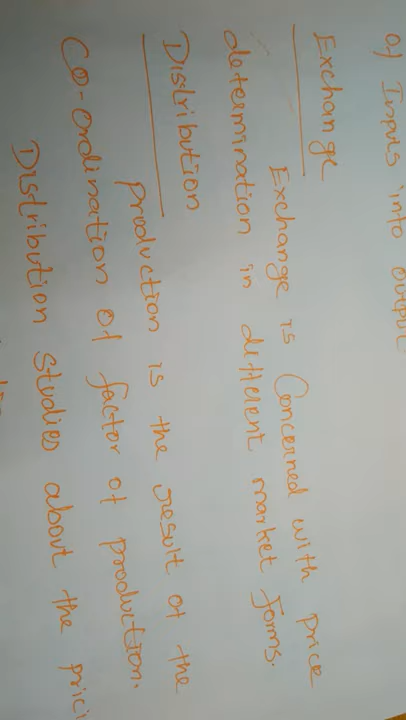 of Inputs into output
Exchange
Exchange is Concerned with price
determination in different market forms.
Distribution
production is the result of the
Co-ordination of factor of production.
Distribution Studies about the prici